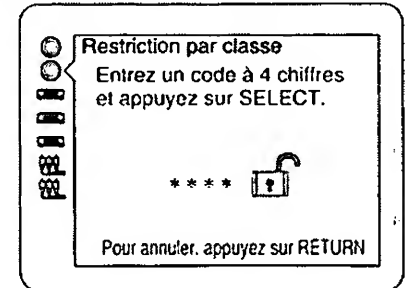 Restriction par classe
Entrez un code à 4 chiffres
et appuyez sur SELECT.
* * * *
Pour annuler, appuyez sur RETURN